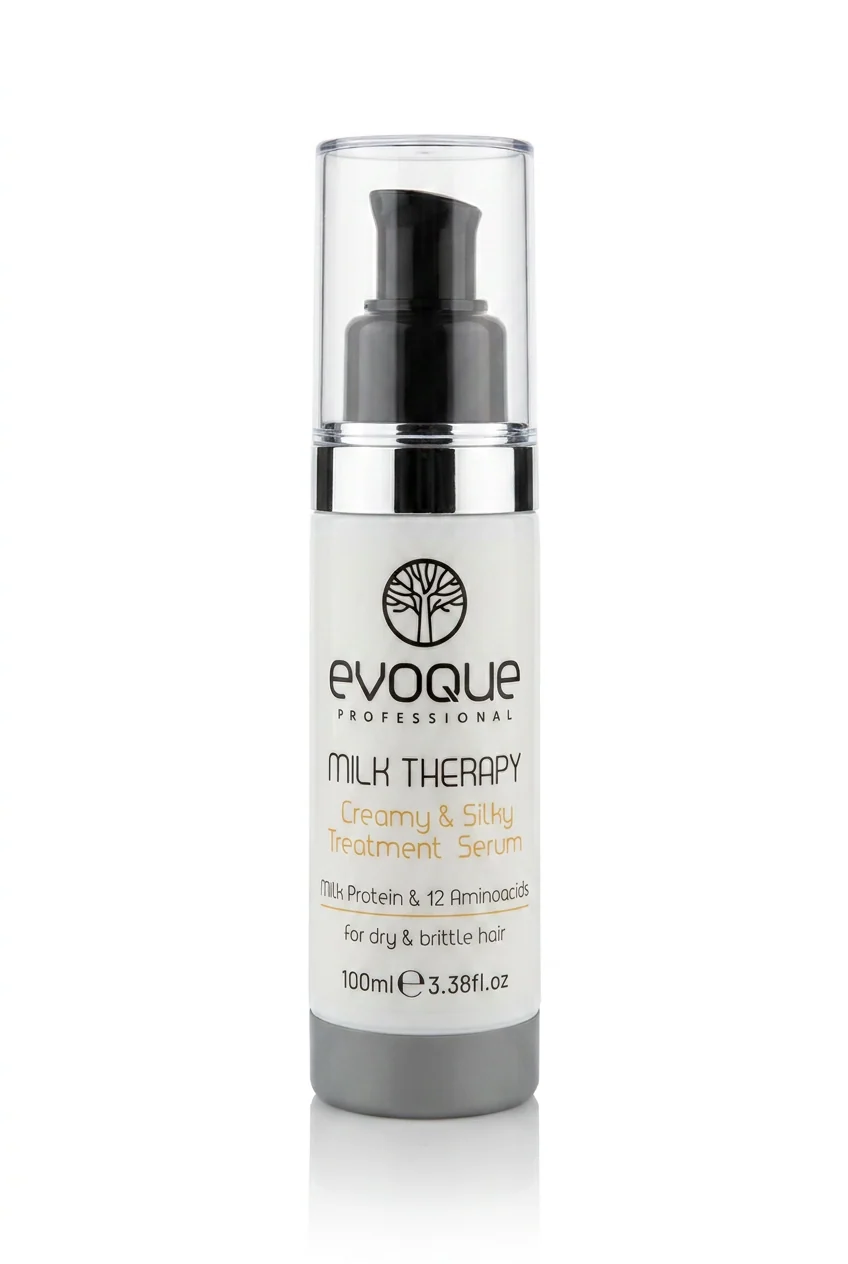 evoque
PROFESSIONAL
MILK THERAPY
Creamy & Silky
Treatment Serum
Milk Protein & 12 Aminoacids
for dry & brittle hair
100ml ℮ 3.38fl.oz